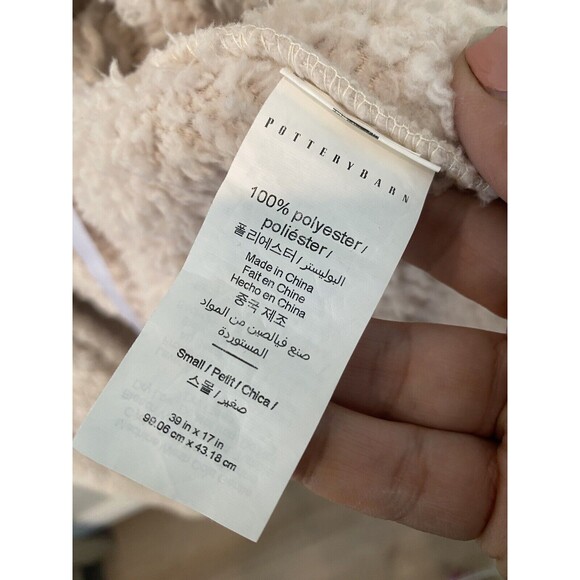 POTTERYBARN
100% polyester /
poliéster /
폴리에스터 / البوليستر
Made in China
Fait en Chine
Hecho en China
중국 제조
صنع في الصين من المواد
المستوردة
Small / Petit / Chica /
스몰 / صغير
39 in x 17 in
99.06 cm x 43.18 cm